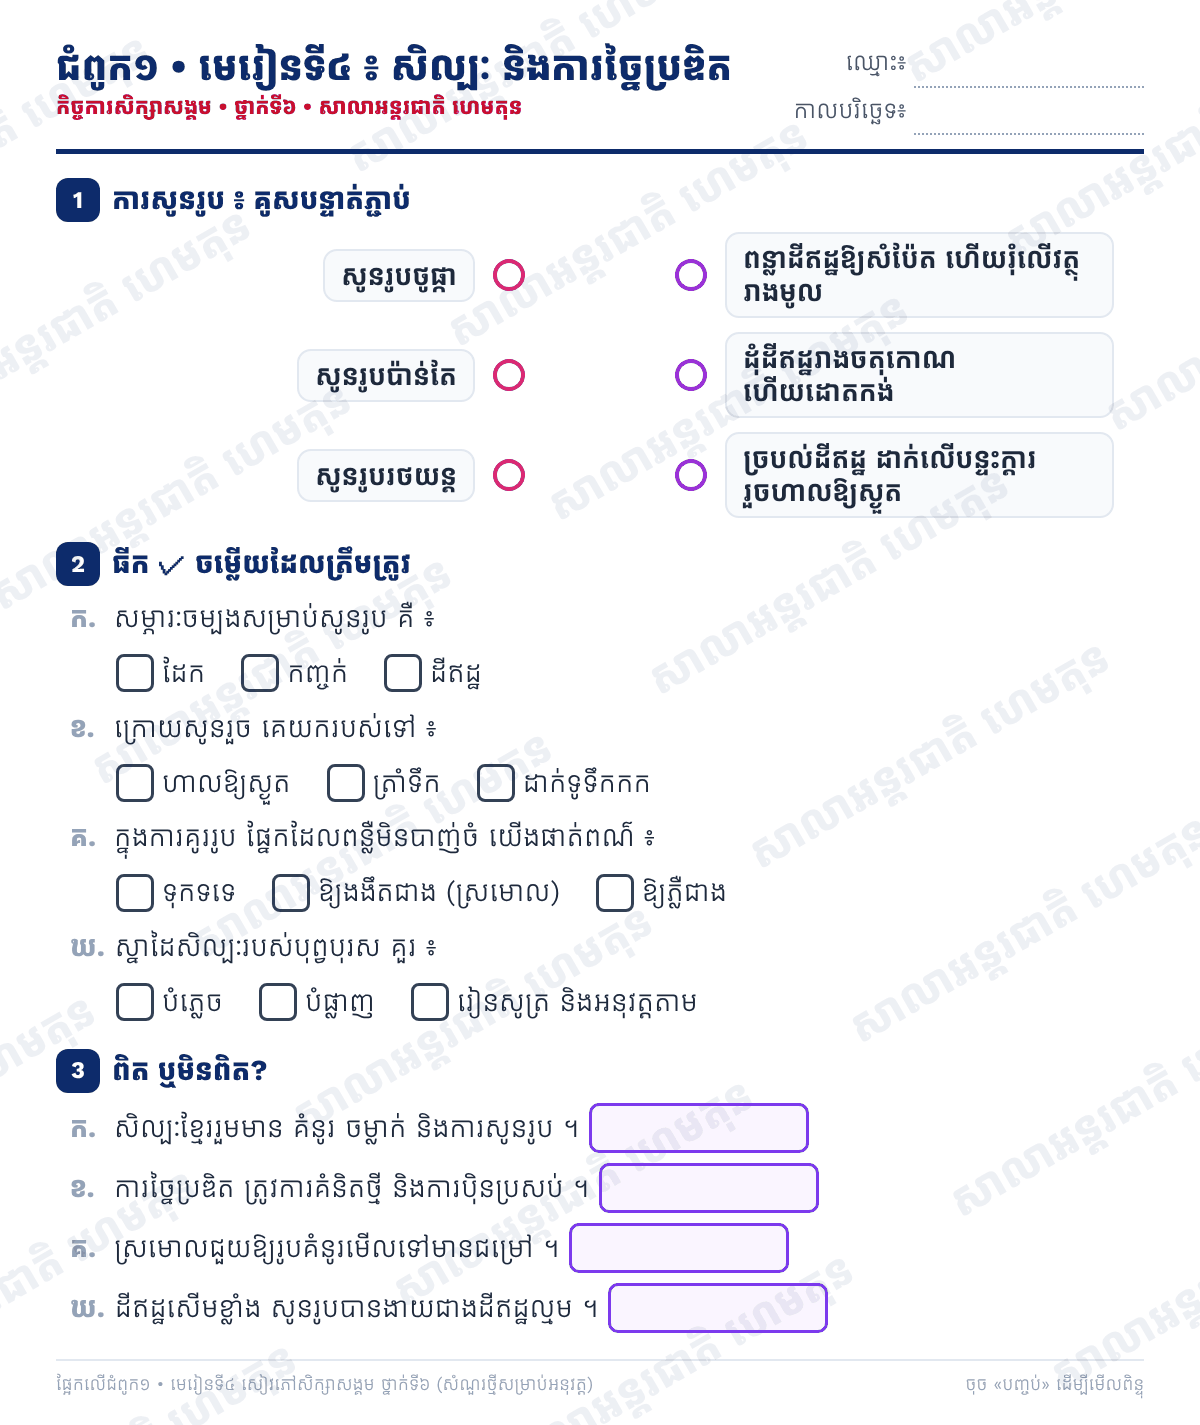 ជំពូក១ • មេរៀនទី៤ ៖ សិល្បៈ និងការច្នៃប្រឌិត
កិច្ចការសិក្សាសង្គម • ថ្នាក់ទី៦ • សាលាអន្តរជាតិ ហេមតុន
ឈ្មោះ៖
កាលបរិច្ឆេទ៖
1 ការសូនរូប ៖ គូសបន្ទាត់ភ្ជាប់
សូនរូបថូផ្កា
ពន្លាដីឥដ្ឋឱ្យសំប៉ែត ហើយរុំលើវត្ថុ
រាងមូល
សូនរូបប៉ាន់តែ
ដុំដីឥដ្ឋរាងចតុកោណ
ហើយដោតកង់
សូនរូបរថយន្ត
ច្របល់ដីឥដ្ឋ ដាក់លើបន្ទះក្តារ
រួចហាលឱ្យស្ងួត
2 ធីក ✓ ចម្លើយដែលត្រឹមត្រូវ
ក. សម្ភារៈចម្បងសម្រាប់សូនរូប គឺ ៖
ដែក កញ្ចក់ ដីឥដ្ឋ
ខ. ក្រោយសូនរួច គេយករបស់ទៅ ៖
ហាលឱ្យស្ងួត ត្រាំទឹក ដាក់ទូទឹកកក
គ. ក្នុងការគូររូប ផ្នែកដែលពន្លឺមិនបាញ់ចំ យើងផាត់ពណ៌ ៖
ទុកទទេ ឱ្យងងឹតជាង (ស្រមោល) ឱ្យភ្លឺជាង
ឃ. ស្នាដៃសិល្បៈរបស់បុព្វបុរស គួរ ៖
បំភ្លេច បំផ្លាញ រៀនសូត្រ និងអនុវត្តតាម
3 ពិត ឬមិនពិត?
ក. សិល្បៈខ្មែររួមមាន គំនូរ ចម្លាក់ និងការសូនរូប ។
ខ. ការច្នៃប្រឌិត ត្រូវការគំនិតថ្មី និងការប៉ិនប្រសប់ ។
គ. ស្រមោលជួយឱ្យរូបគំនូរមើលទៅមានជម្រៅ ។
ឃ. ដីឥដ្ឋសើមខ្លាំង សូនរូបបានងាយជាងដីឥដ្ឋល្មម ។
ផ្អែកលើជំពូក១ • មេរៀនទី៤ សៀវភៅសិក្សាសង្គម ថ្នាក់ទី៦ (សំណួរថ្មីសម្រាប់អនុវត្ត)
ចុច «បញ្ចប់» ដើម្បីមើលពិន្ទុ